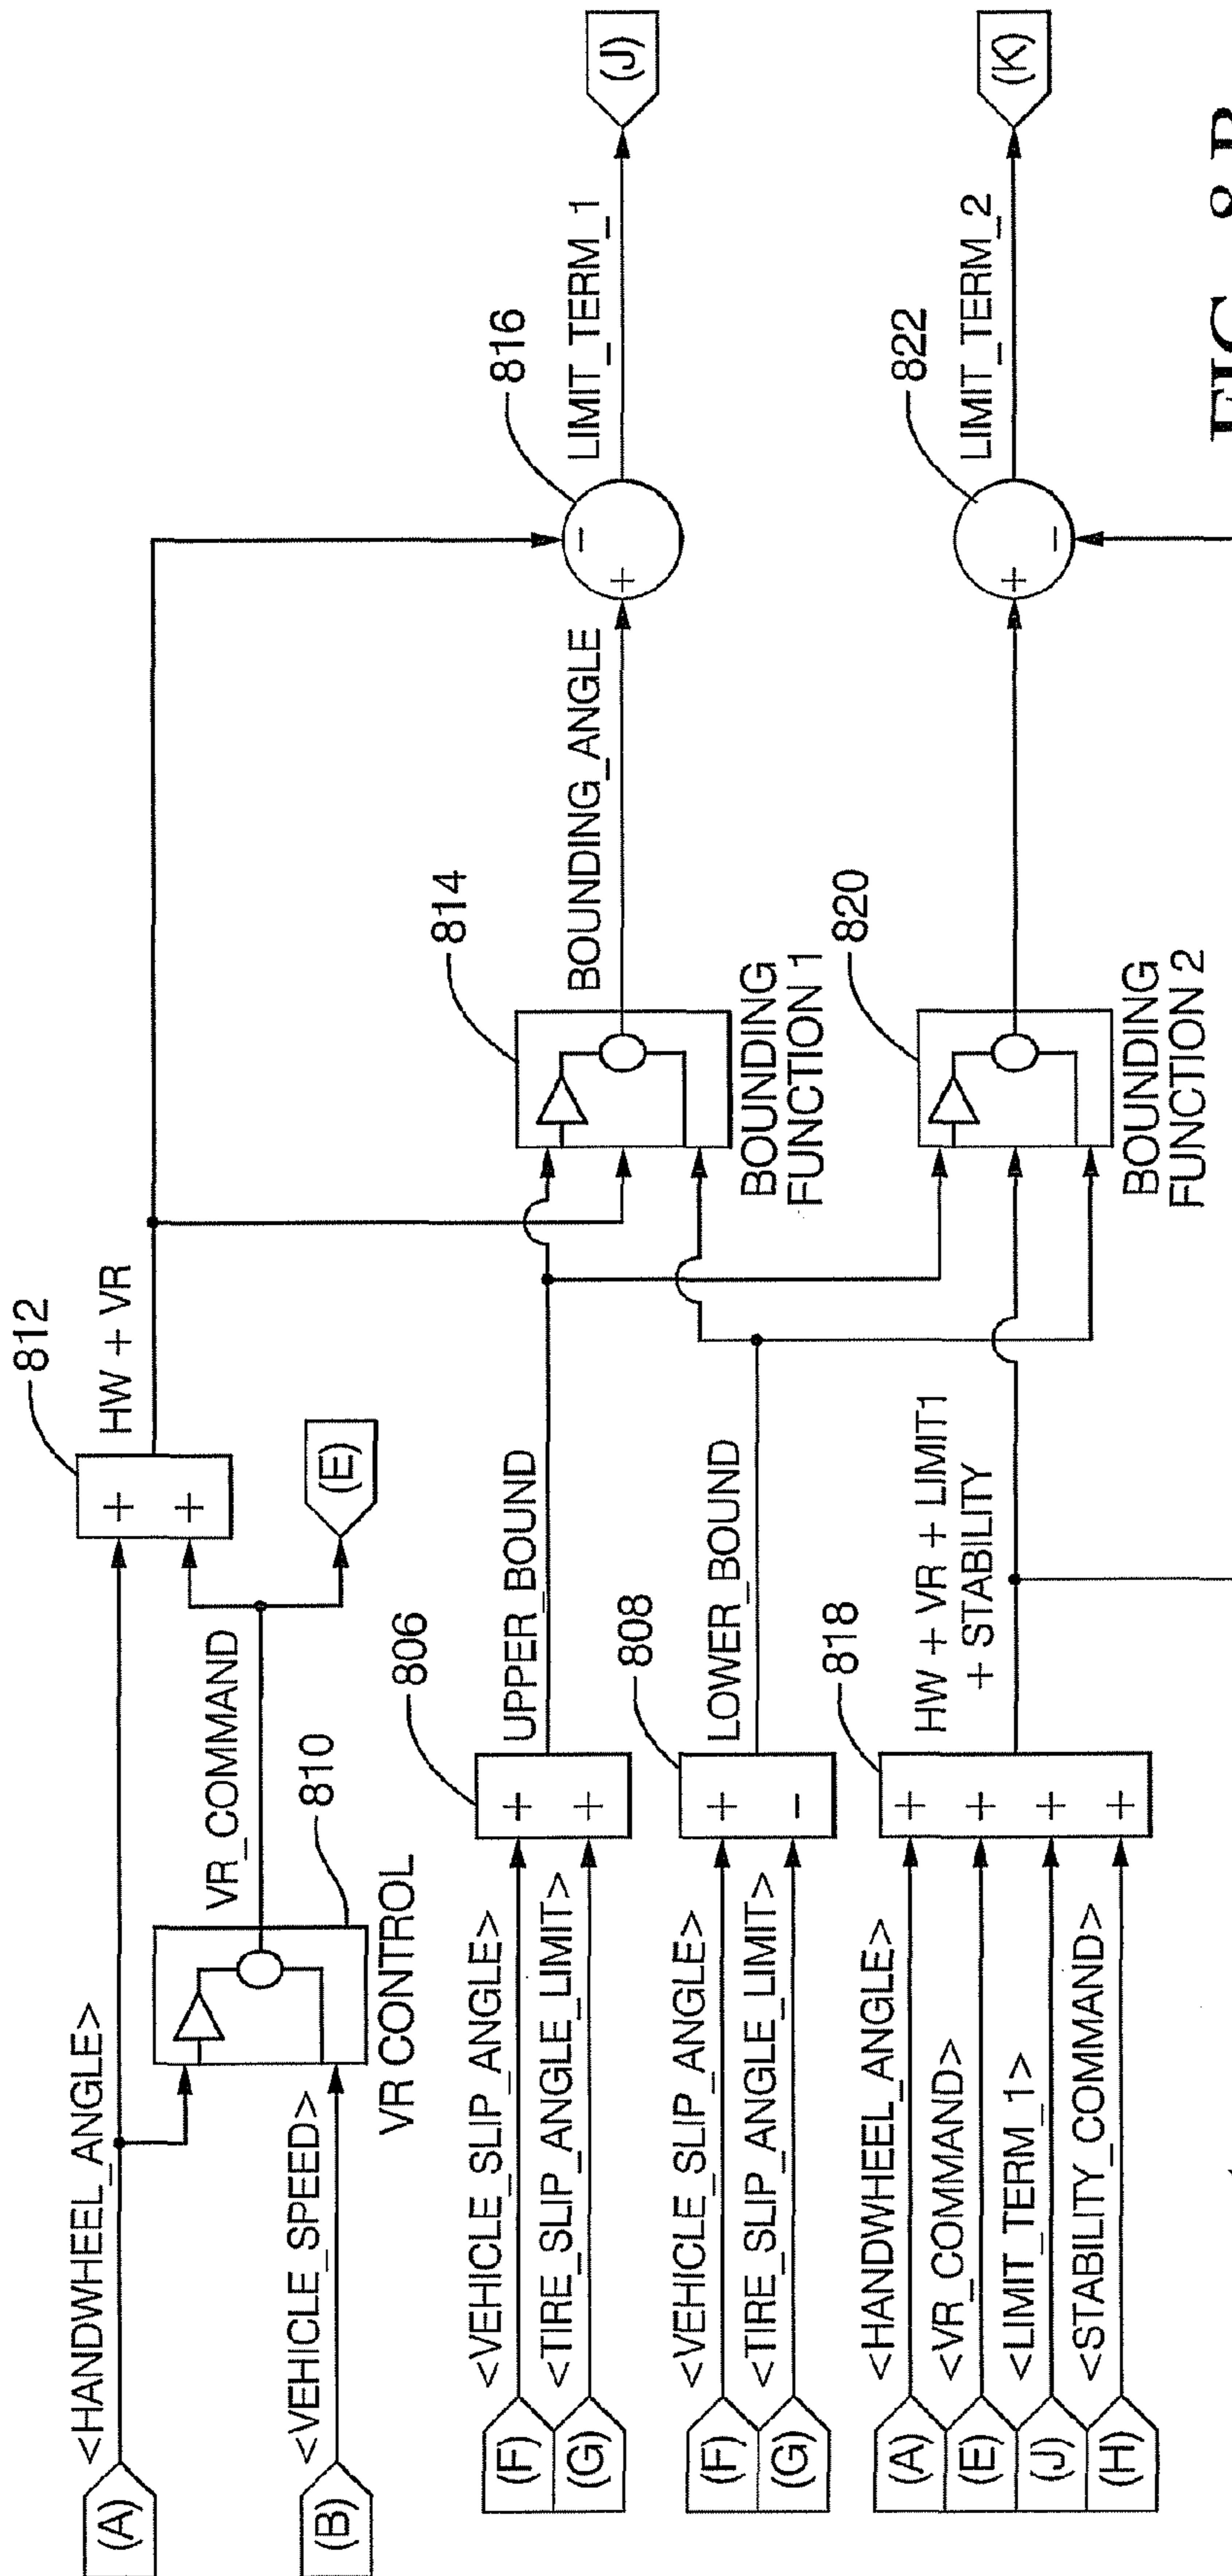 812
<HANDWHEEL_ANGLE>
HW + VR
(A)
+
+
VR_COMMAND
(E)
<VEHICLE_SPEED>
810
(B)
VR CONTROL
806
814
816
<VEHICLE_SLIP_ANGLE>
UPPER_BOUND
BOUNDING_ANGLE
LIMIT_TERM_1
(F)
+
-
+
(J)
<TIRE_SLIP_ANGLE_LIMIT>
(G)
+
808
BOUNDING
FUNCTION 1
<VEHICLE_SLIP_ANGLE>
LOWER_BOUND
(F)
+
<TIRE_SLIP_ANGLE_LIMIT>
(G)
-
818
820
822
<HANDWHEEL_ANGLE>
HW + VR + LIMIT1
+ STABILITY
LIMIT_TERM_2
(A)
+
<VR_COMMAND>
(E)
+
+
-
(K)
<LIMIT_TERM_1>
(J)
+
<STABILITY_COMMAND>
(H)
+
BOUNDING
FUNCTION 2